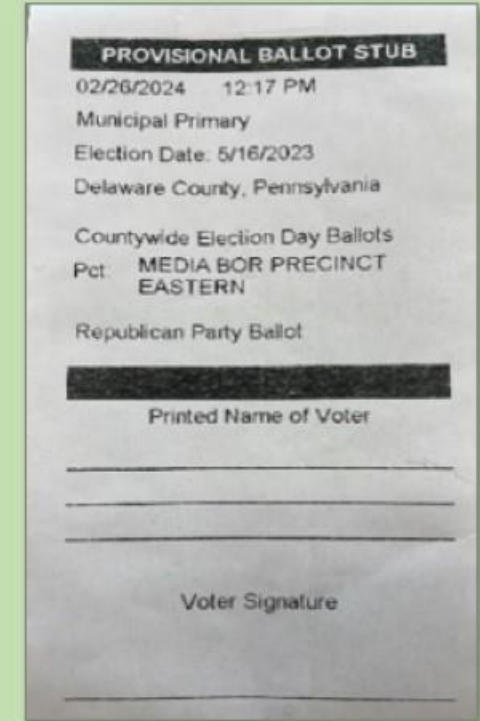 PROVISIONAL BALLOT STUB
02/26/2024 12:17 PM
Municipal Primary
Election Date: 5/16/2023
Delaware County, Pennsylvania
Countywide Election Day Ballots
Pct: MEDIA BOR PRECINCT
EASTERN
Republican Party Ballot
Printed Name of Voter
Voter Signature